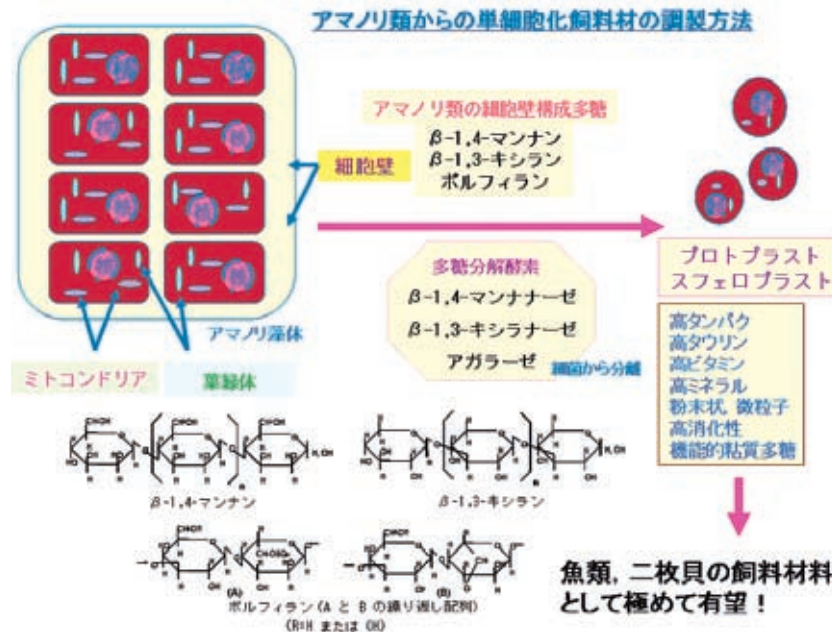 アマノリ類からの単細胞化飼料材の調製方法
アマノリ類の細胞壁構成多糖
β-1,4-マンナン
β-1,3-キシラン
ポルフィラン
細胞壁
多糖分解酵素
β-1,4-マンナナーゼ
β-1,3-キシラナーゼ
アガラーゼ
細菌から分離
アマノリ藻体
ミトコンドリア
葉緑体
プロトプラスト
スフェロプラスト
高タンパク
高タウリン
高ビタミン
高ミネラル
粉末状, 微粒子
高消化性
機能的粘質多糖
β-1,4-マンナン
β-1,3-キシラン
(A)
(B)
ポルフィラン(A と B の繰り返し配列)
(R=H または CH)
魚類, 二枚貝の飼料材料
として極めて有望！